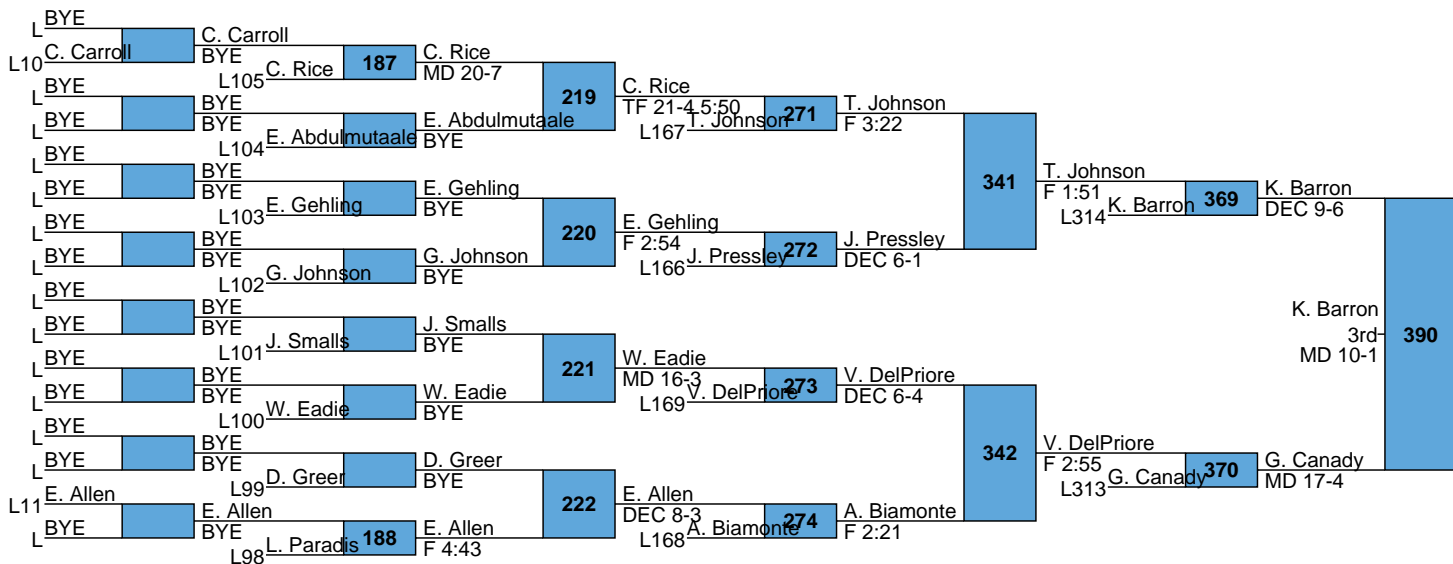 BYE
L
C. Carroll
L10
C. Carroll
BYE
C. Rice
L105
187
C. Rice
MD 20-7
BYE
L
BYE
L
BYE
BYE
E. Abdulmutaale
L104
E. Abdulmutaale
BYE
219
C. Rice
TF 21-4 5:50
T. Johnson
L167
271
T. Johnson
F 3:22
BYE
L
BYE
L
BYE
BYE
E. Gehling
L103
E. Gehling
BYE
BYE
L
BYE
L
BYE
BYE
G. Johnson
L102
G. Johnson
BYE
220
E. Gehling
F 2:54
J. Pressley
L166
272
J. Pressley
DEC 6-1
341
T. Johnson
F 1:51
K. Barron
L314
369
K. Barron
DEC 9-6
BYE
L
BYE
L
BYE
BYE
J. Smalls
L101
J. Smalls
BYE
BYE
L
BYE
L
BYE
BYE
W. Eadie
L100
W. Eadie
BYE
221
W. Eadie
MD 16-3
V. DelPriore
L169
273
V. DelPriore
DEC 6-4
BYE
L
BYE
L
BYE
BYE
D. Greer
L99
D. Greer
BYE
E. Allen
L11
BYE
L
E. Allen
BYE
L. Paradis
L98
188
E. Allen
F 4:43
222
E. Allen
DEC 8-3
A. Biamonte
L168
274
A. Biamonte
F 2:21
342
V. DelPriore
F 2:55
G. Canady
L313
370
G. Canady
MD 17-4
390
K. Barron
3rd
MD 10-1